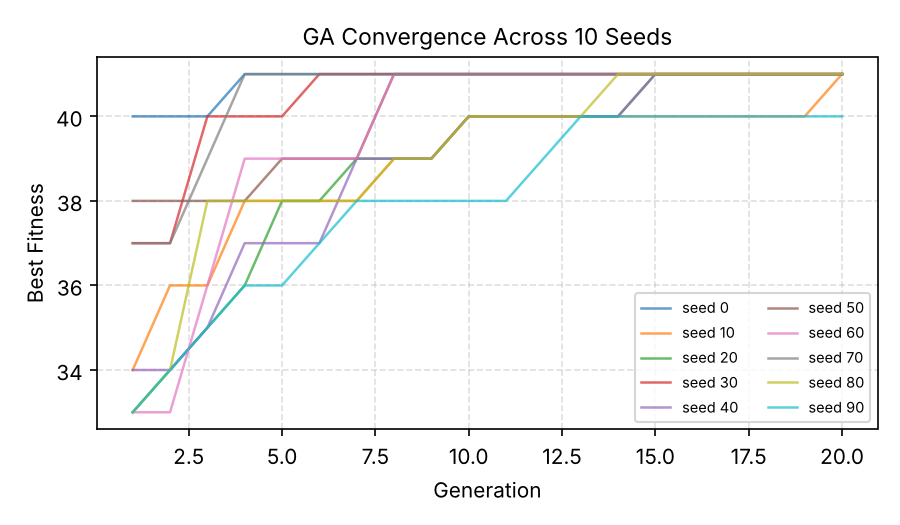 GA Convergence Across 10 Seeds
Best Fitness
40
38
36
34
2.5 5.0 7.5 10.0 12.5 15.0 17.5 20.0
Generation
seed 0 seed 50
seed 10 seed 60
seed 20 seed 70
seed 30 seed 80
seed 40 seed 90